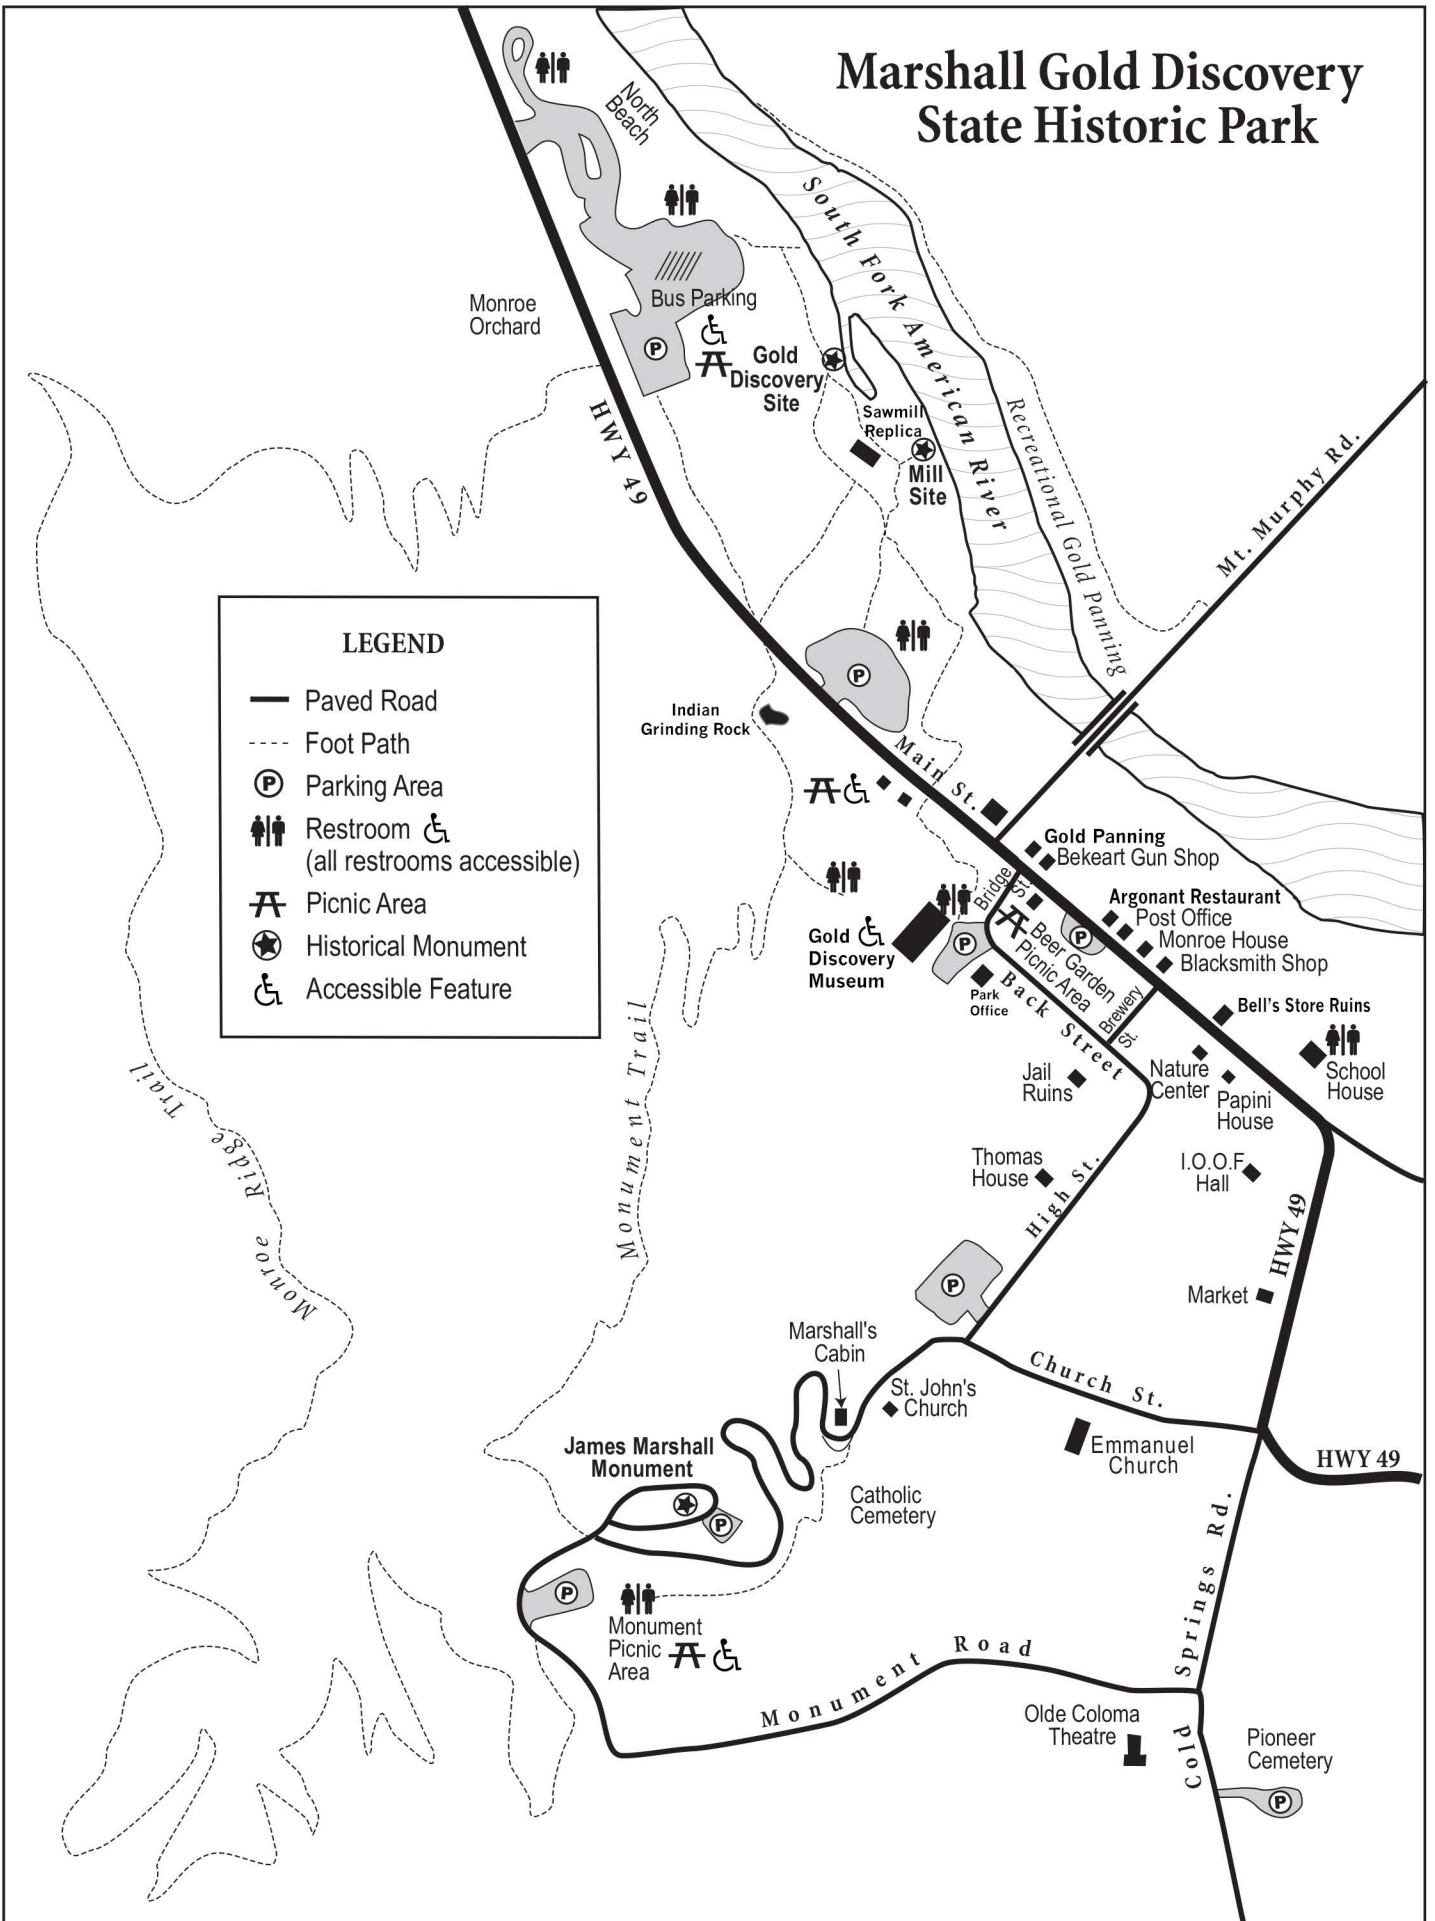 Marshall Gold Discovery
State Historic Park
North
Beach
South Fork American River
Monroe
Orchard
Bus Parking
P
Gold
Discovery
Site
HWY 49
Sawmill
Replica
Mill
Site
Recreational Gold Panning
Mt. Murphy Rd.
LEGEND
Paved Road
Foot Path
P Parking Area
Restroom
(all restrooms accessible)
Picnic Area
Historical Monument
Accessible Feature
P
Indian
Grinding Rock
Main St.
Gold Panning
Bekeart Gun Shop
Bridge
St.
Argonant Restaurant
Post Office
Monroe House
Blacksmith Shop
P
Beer Garden
Picnic Area
Gold
Discovery
Museum
P
Park
Office
Back Street
Brewery
St.
Bell's Store Ruins
School
House
Nature
Center
Papini
House
Jail
Ruins
Monument Trail
Monroe Ridge Trail
Thomas
House
High St.
I.O.O.F
Hall
HWY 49
P
Market
Marshall's
Cabin
St. John's
Church
Church St.
Emmanuel
Church
HWY 49
James Marshall
Monument
P
Catholic
Cemetery
P
Monument
Picnic
Area
Monument Road
Cold Springs Rd.
Olde Coloma
Theatre
Pioneer
Cemetery
P